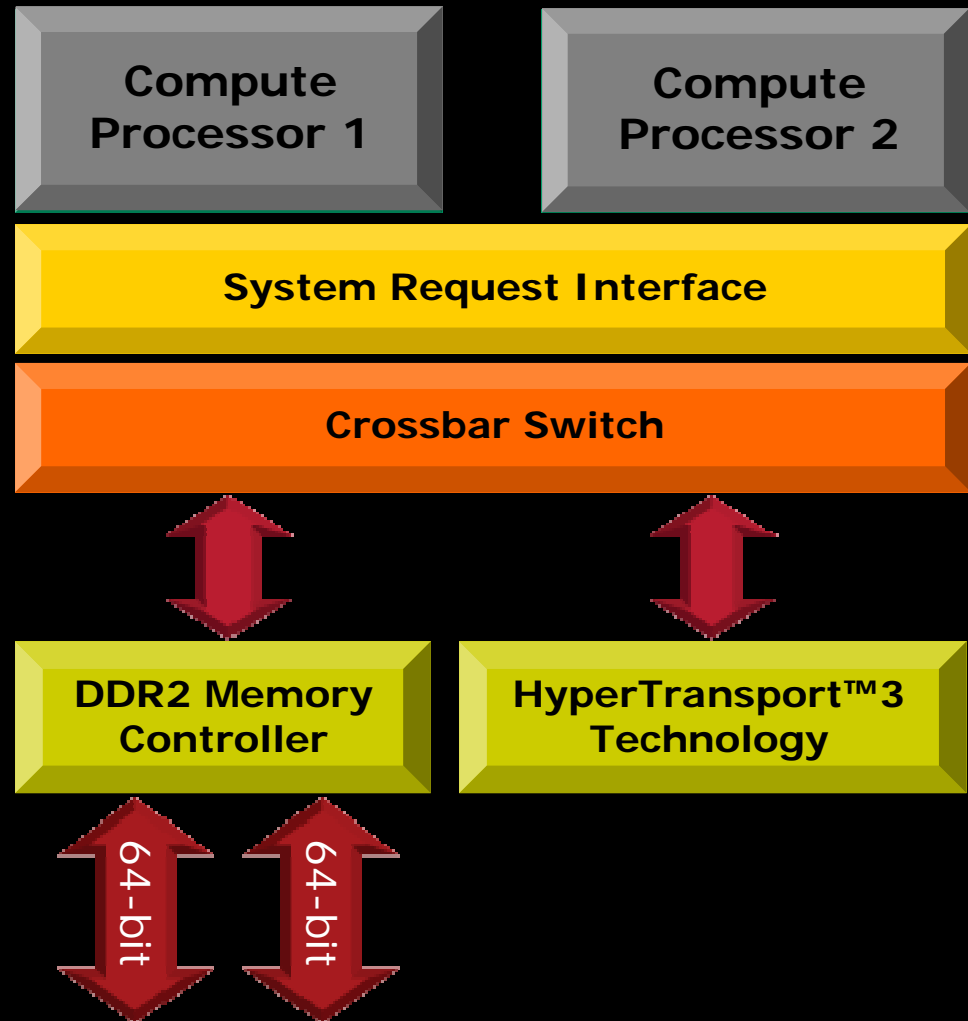 Compute
Processor 1
Compute
Processor 2
System Request Interface
Crossbar Switch
DDR2 Memory
Controller
HyperTransport™3
Technology
64-bit
64-bit